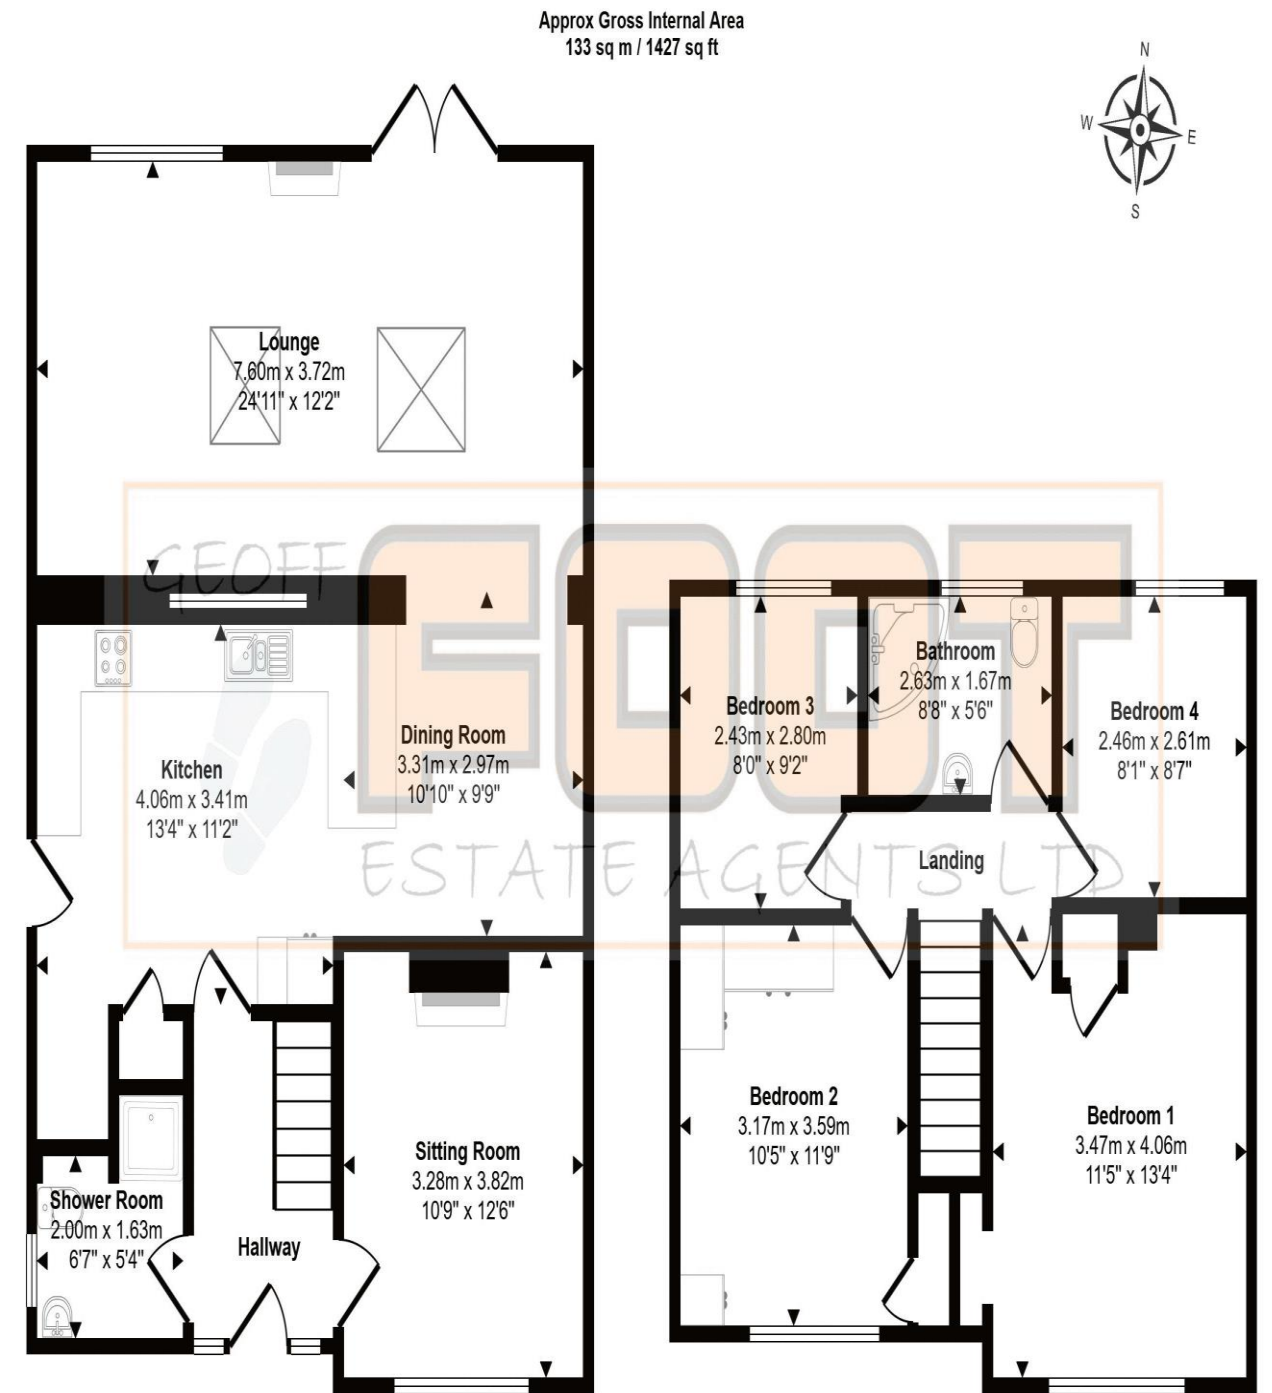 Approx Gross Internal Area
133 sq m / 1427 sq ft
N
W
E
S
Lounge
7.60m x 3.72m
24'11" x 12'2"
GEOFF
FOOT
ESTATE AGENTS LTD
Kitchen
4.06m x 3.41m
13'4" x 11'2"
Dining Room
3.31m x 2.97m
10'10" x 9'9"
Shower Room
2.00m x 1.63m
6'7" x 5'4"
Hallway
Sitting Room
3.28m x 3.82m
10'9" x 12'6"
Bedroom 3
2.43m x 2.80m
8'0" x 9'2"
Bathroom
2.63m x 1.67m
8'8" x 5'6"
Bedroom 4
2.46m x 2.61m
8'1" x 8'7"
Landing
Bedroom 2
3.17m x 3.59m
10'5" x 11'9"
Bedroom 1
3.47m x 4.06m
11'5" x 13'4"